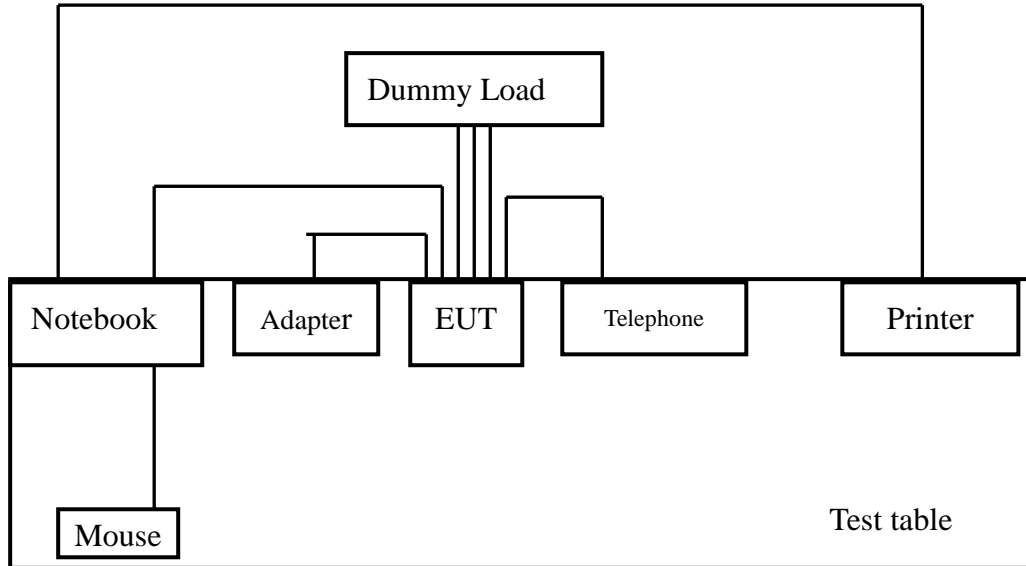 Dummy Load
Notebook
Adapter
EUT
Telephone
Printer
Mouse
Test table